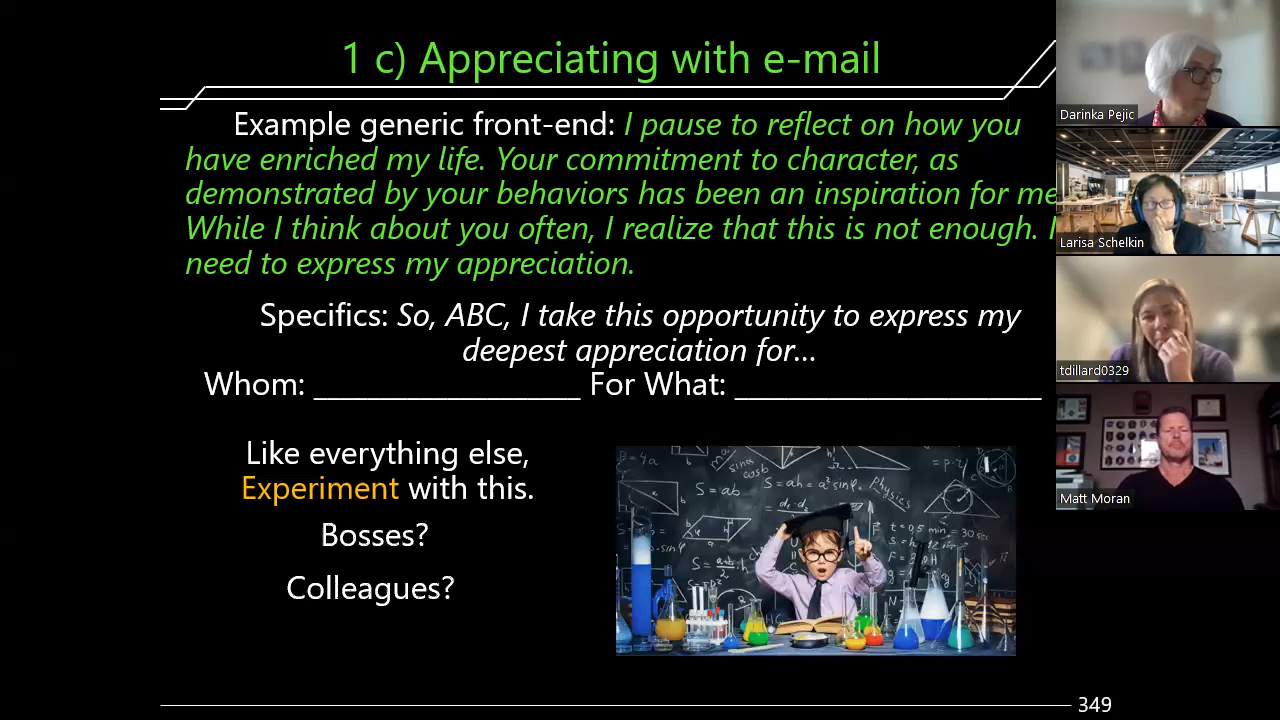 1 c) Appreciating with e-mail
Example generic front-end: I pause to reflect on how you
have enriched my life. Your commitment to character, as
demonstrated by your behaviors has been an inspiration for me
While I think about you often, I realize that this is not enough. I
need to express my appreciation.
Specifics: So, ABC, I take this opportunity to express my
deepest appreciation for...
Whom: ___________________ For What: ______________________
Like everything else,
Experiment with this.
Bosses?
Colleagues?
S = ab
Physics
349
Darinka Pejic
Larisa Schelkin
tdillard0329
Matt Moran